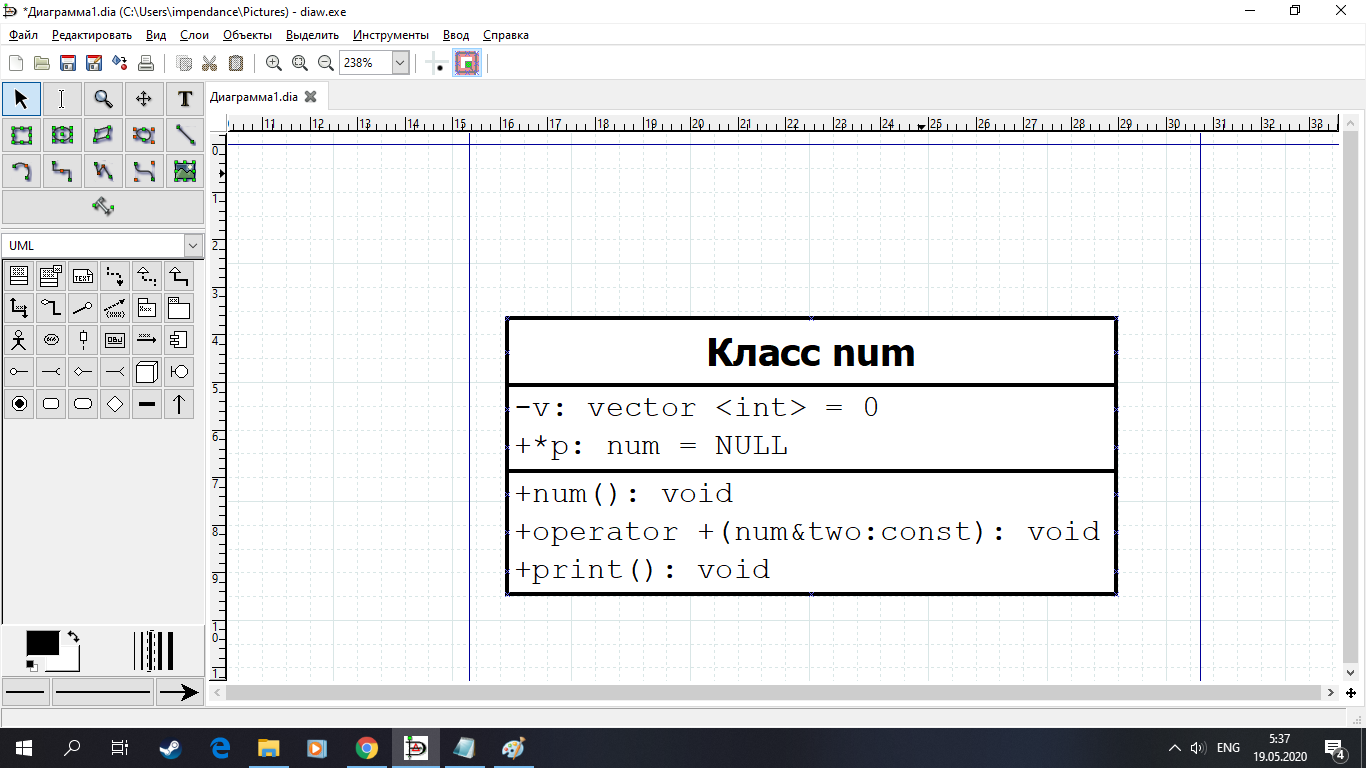 *Диаграмма1.dia (C:\Users\impendance\Pictures) - diaw.exe
Файл Редактировать Вид Слои Объекты Выделить Инструменты Ввод Справка
238%
T
Диаграмма1.dia
11 12 13 14 15 16 17 18 19 20 21 22 23 24 25 26 27 28 29 30 31 32 33
0
1
2
3
4
5
6
7
8
9
10
UML
TEXT
OBJ
Класс num
-v: vector <int> = 0
+*p: num = NULL
+num(): void
+operator +(num&two:const): void
+print(): void
ENG
5:37
19.05.2020
4